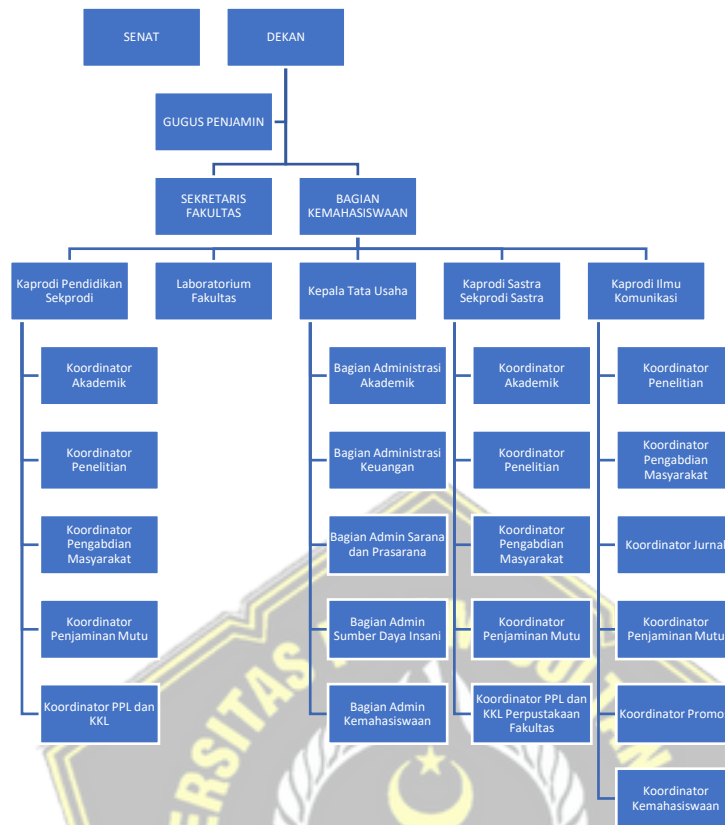 SENAT
DEKAN
GUGUS PENJAMIN
SEKRETARIS
FAKULTAS
BAGIAN
KEMAHASISWAAN
Kaprodi Pendidikan
Sekprodi
Laboratorium
Fakultas
Kepala Tata Usaha
Kaprodi Sastra
Sekprodi Sastra
Kaprodi Ilmu
Komunikasi
Koordinator
Akademik
Koordinator
Penelitian
Koordinator
Pengabdian
Masyarakat
Koordinator
Penjaminan Mutu
Koordinator PPL dan
KKL
Bagian Administrasi
Akademik
Bagian Administrasi
Keuangan
Bagian Admin Sarana
dan Prasarana
Bagian Admin
Sumber Daya Insani
Bagian Admin
Kemahasiswaan
Koordinator
Akademik
Koordinator
Penelitian
Koordinator
Pengabdian
Masyarakat
Koordinator
Penjaminan Mutu
Koordinator PPL dan
KKL Perpustakaan
Fakultas
Koordinator
Penelitian
Koordinator
Pengabdian
Masyarakat
Koordinator Jurnal
Koordinator
Penjaminan Mutu
Koordinator Promo
Koordinator
Kemahasiswaan